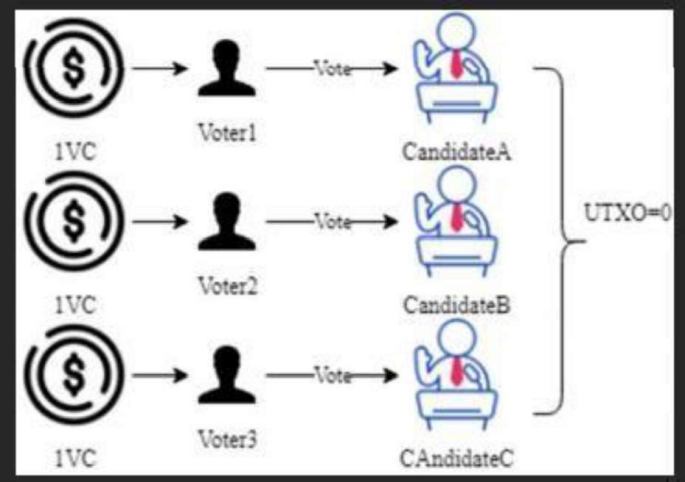 Vote
Voter1
1VC
CandidateA
UTXO=0
Vote
Voter2
1VC
CandidateB
Vote
Voter3
1VC
CAndidateC